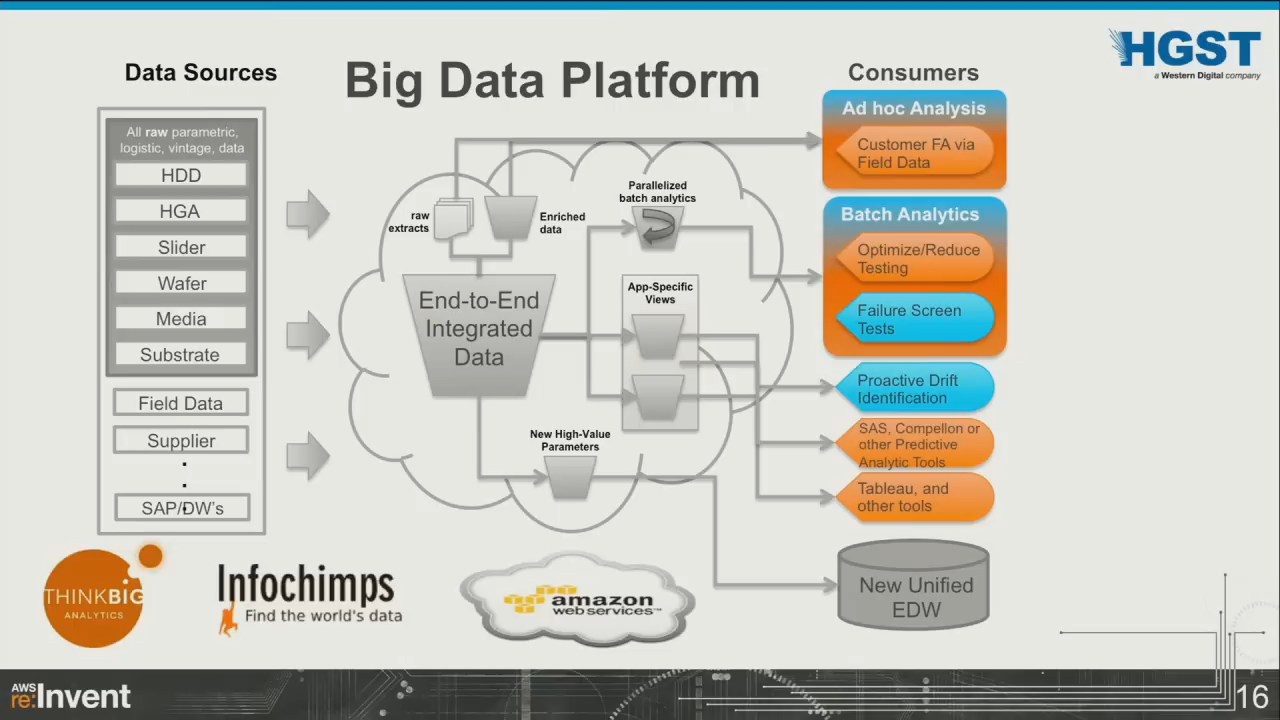 HGST
a Western Digital company
Data Sources
Big Data Platform
Consumers
All raw parametric,
logistic, vintage, data
HDD
HGA
Slider
Wafer
Media
Substrate
Field Data
Supplier
.
.
.
SAP/DW's
raw
extracts
Enriched
data
Parallelized
batch analytics
End-to-End
Integrated
Data
App-Specific
Views
New High-Value
Parameters
Ad hoc Analysis
Customer FA via
Field Data
Batch Analytics
Optimize/Reduce
Testing
Failure Screen
Tests
Proactive Drift
Identification
SAS, Compellon or
other Predictive
Analytic Tools
Tableau, and
other tools
New Unified
EDW
THINKBIG
ANALYTICS
Infochimps
Find the world's data
amazon
webservices™
AWS
re:Invent
16